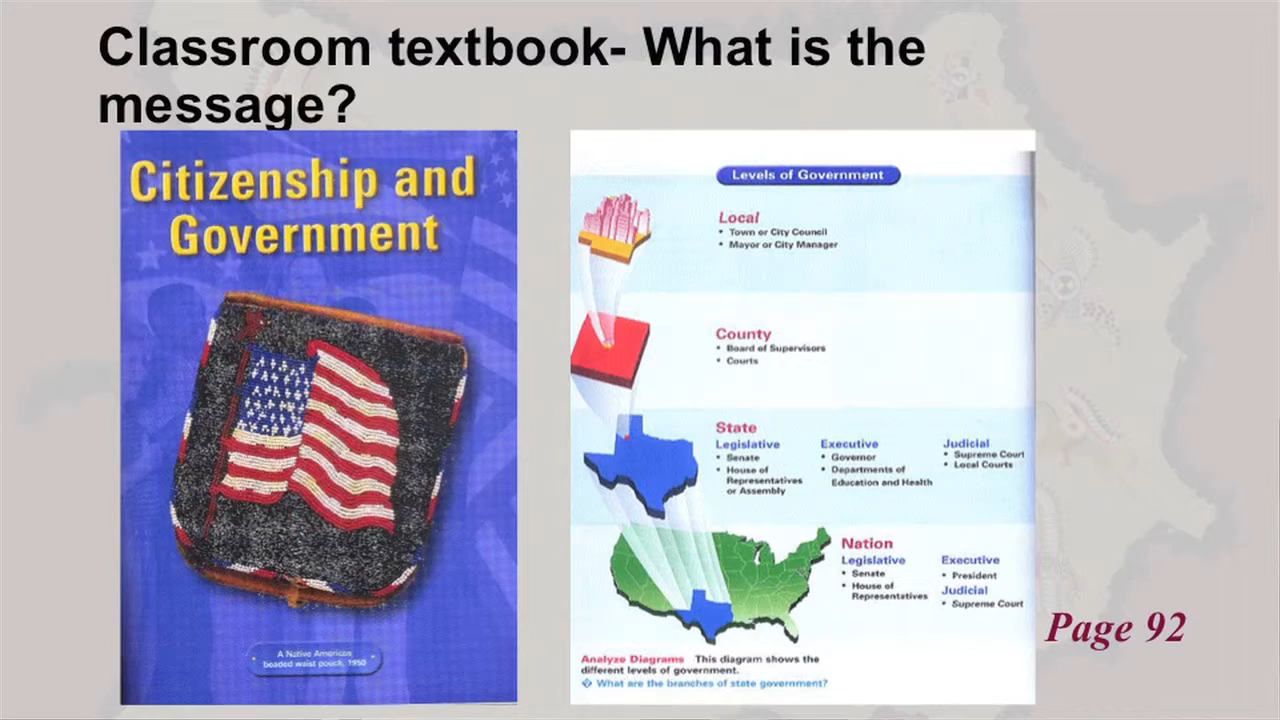 Classroom textbook- What is the
message?
Citizenship and
Government
A Native American
beaded waist pouch, 1950
Levels of Government
Local
• Town or City Council
• Mayor or City Manager
County
• Board of Supervisors
• Courts
State
Legislative
• Senate
• House of
Representatives
or Assembly
Executive
• Governor
• Departments of
Education and Health
Judicial
• Supreme Court
• Local Courts
Nation
Legislative
• Senate
• House of
Representatives
Executive
• President
Judicial
• Supreme Court
Analyze Diagrams This diagram shows the
different levels of government.
What are the branches of state government?
Page 92